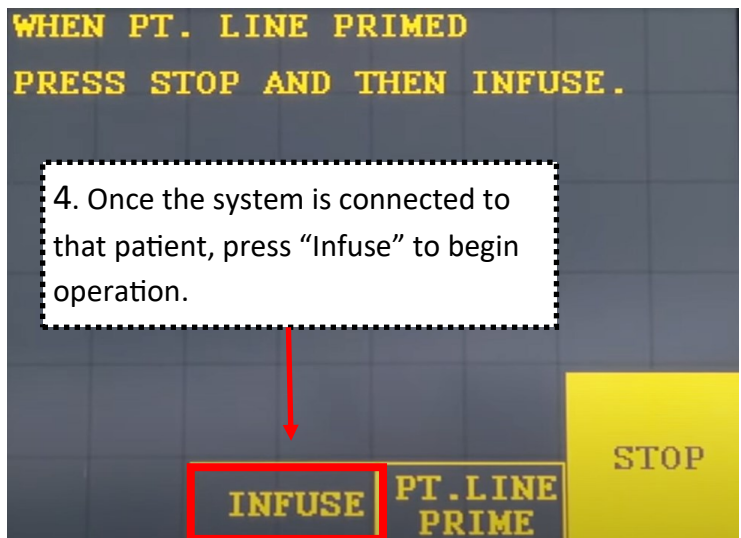 WHEN PT. LINE PRIMED
PRESS STOP AND THEN INFUSE.
4. Once the system is connected to
that patient, press “Infuse” to begin
operation.
STOP
INFUSE
PT.LINE
PRIME